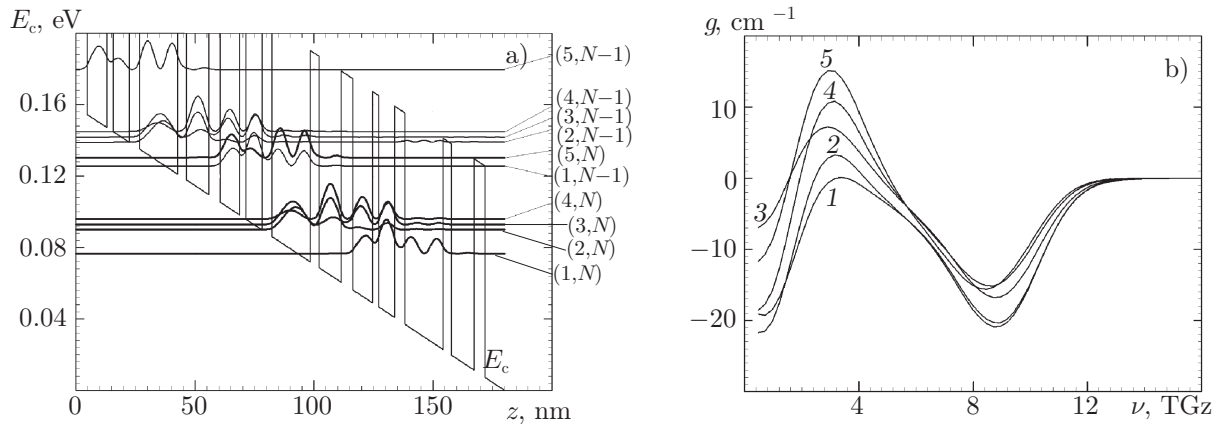 E_c, eV
a)
0.16
0.12
0.08
0.04
0
50
100
150
z, nm
E_c
(5,N−1)
(4,N−1)
(3,N−1)
(2,N−1)
(5,N)
(1,N−1)
(4,N)
(3,N)
(2,N)
(1,N)
g, cm⁻¹
b)
10
0
−10
−20
4
8
12
ν, TGz
5
4
2
3
1